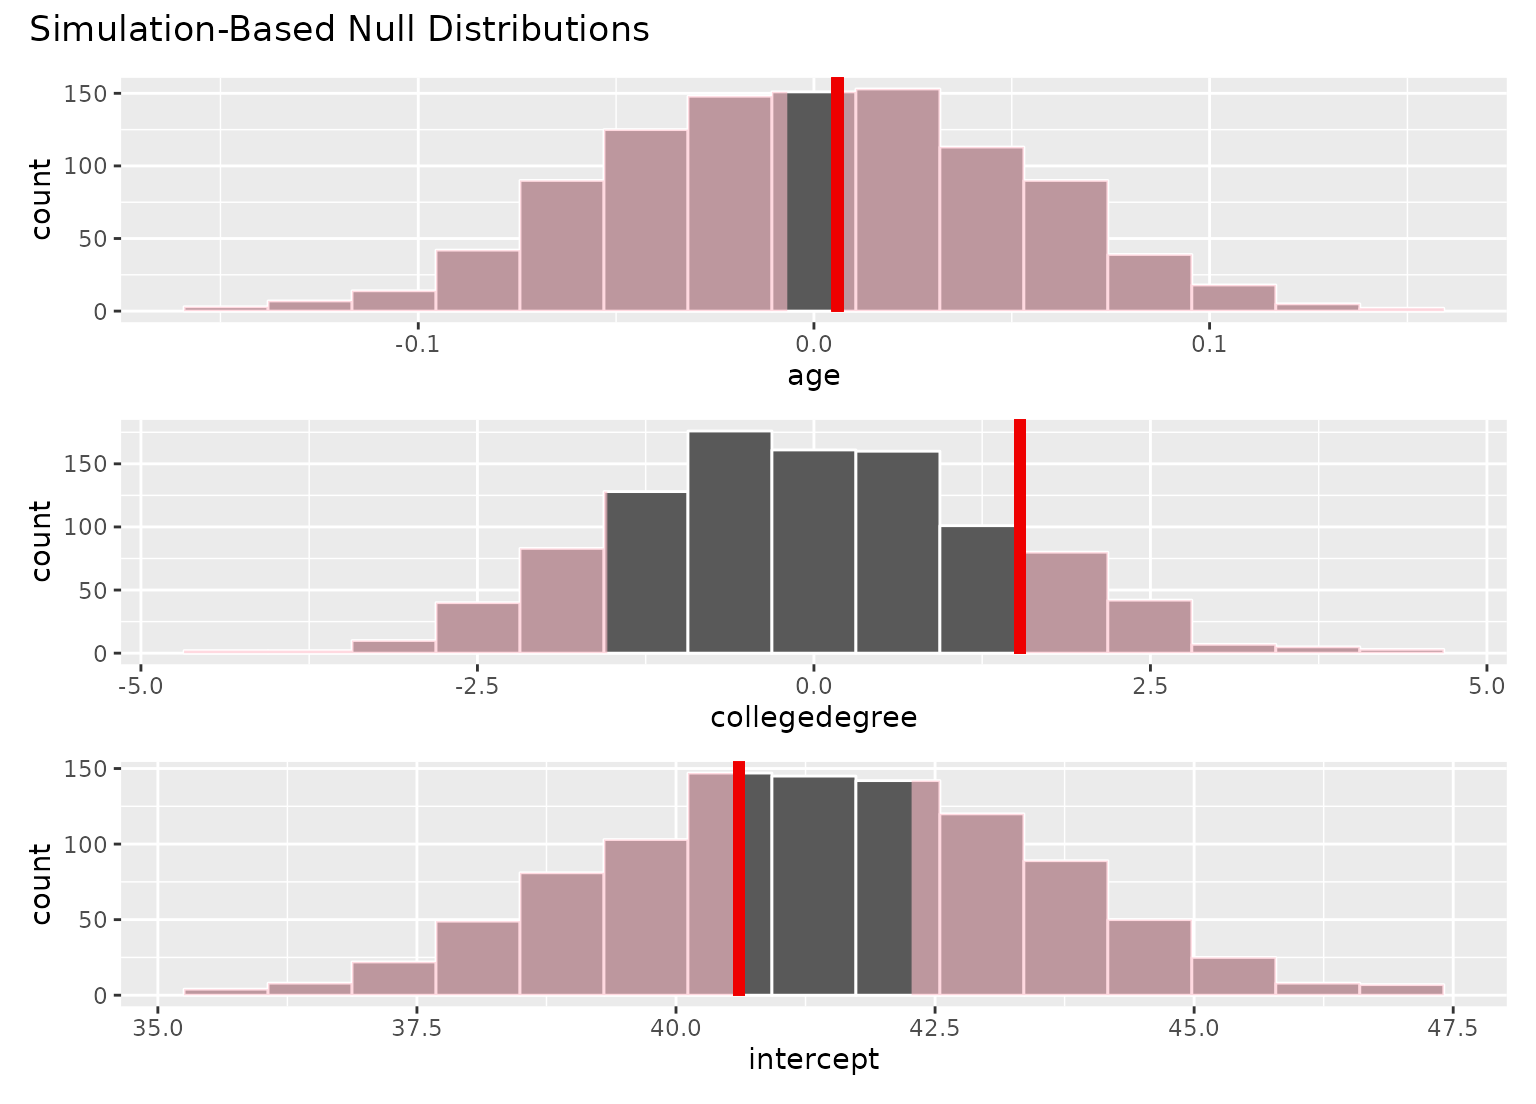 Simulation-Based Null Distributions
150
100
50
0
count
-0.1 0.0 0.1
age
150
100
50
0
count
-5.0 -2.5 0.0 2.5 5.0
collegedegree
150
100
50
0
count
35.0 37.5 40.0 42.5 45.0 47.5
intercept